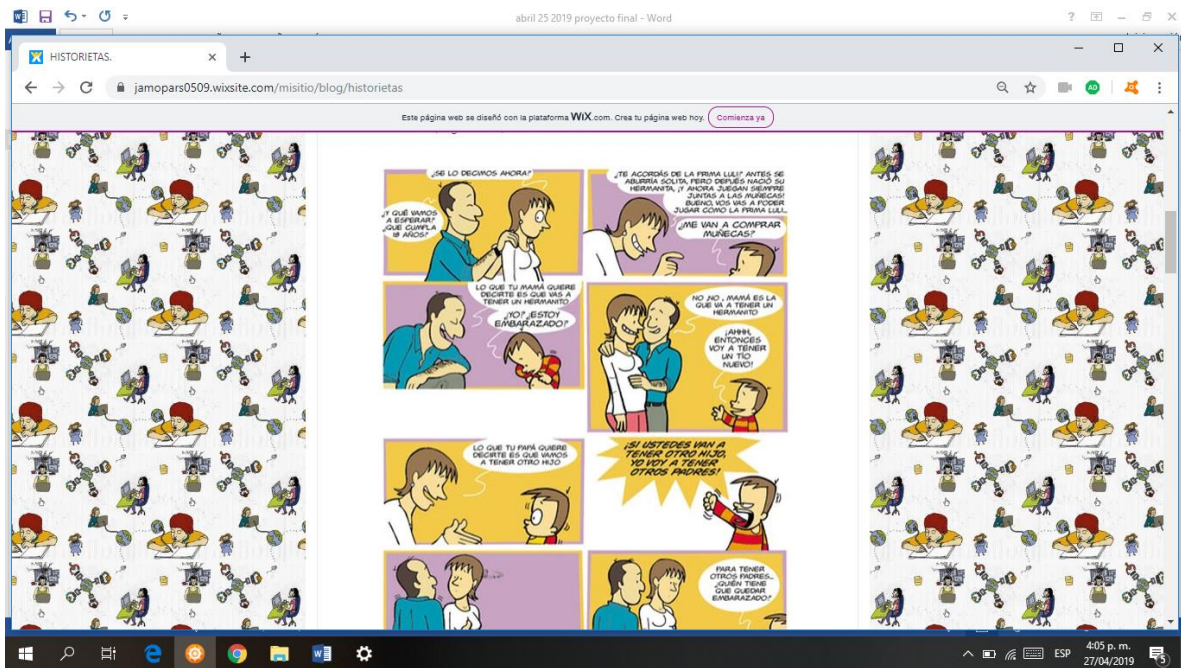 abril 25 2019 proyecto final - Word
HISTORIETAS.
jamopars0509.wixsite.com/misitio/blog/historietas
Este página web se diseñó con la plataforma WiX.com. Crea tu página web hoy. Comienza ya
¿SE LO DECIMOS AHORA?
¿Y QUÉ VAMOS
A ESPERAR?
¿QUE CUMPLA
18 AÑOS?
¿TE ACORDÁS DE LA PRIMA LULI? ANTES SE
ABURRÍA SOLITA, PERO DEPUÉS NACIÓ SU
HERMANITA, ¡Y AHORA JUEGAN SIEMPRE
JUNTAS A LAS MUÑECAS!
BUENO, VOS VAS A PODER
JUGAR COMO LA PRIMA LULI...
¿ME VAN A COMPRAR
MUÑECAS?
LO QUE TU MAMÁ QUIERE
DECIRTE ES QUE VAS A
TENER UN HERMANITO
¿YO? ¿ESTOY
EMBARAZADO?
NO ,NO , MAMÁ ES LA
QUE VA A TENER UN
HERMANITO
¡AHHH,
ENTONCES
VOY A TENER
UN TÍO
NUEVO!
LO QUE TU PAPÁ QUIERE
DECIRTE ES QUE VAMOS
A TENER OTRO HIJO
¡SI USTEDES VAN A
TENER OTRO HIJO,
YO VOY A TENER
OTROS PADRES!
PARA TENER
OTROS PADRES...
¿QUIÉN TIENE
QUE QUEDAR
EMBARAZADO?
ESP
4:05 p. m.
27/04/2019